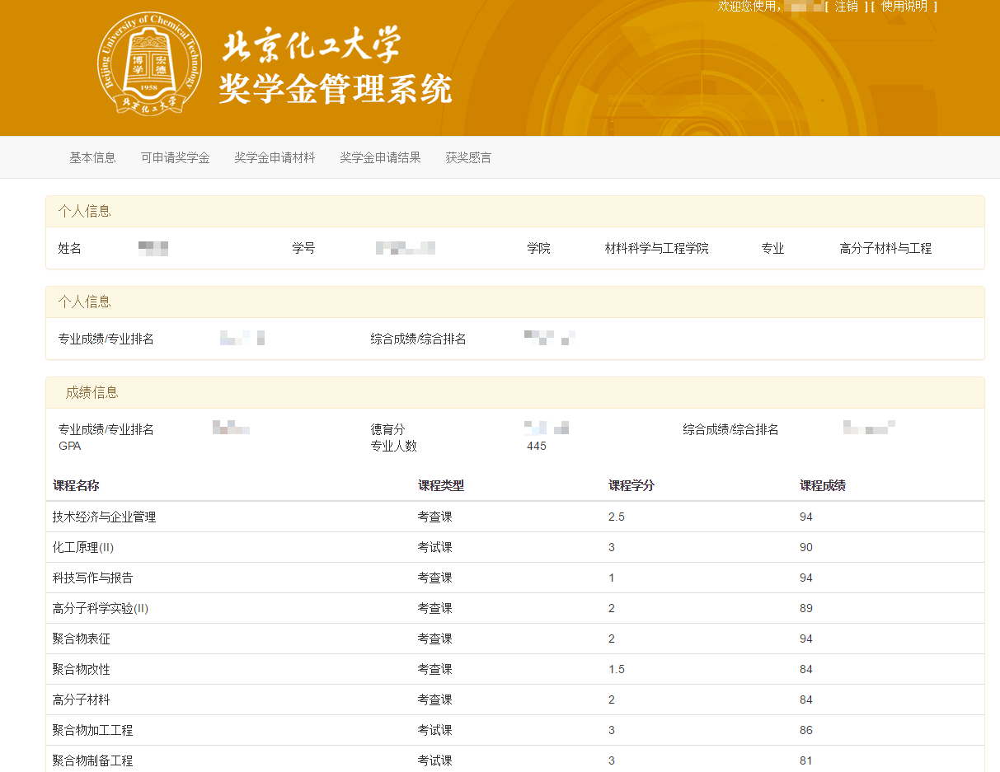 欢迎您使用， [ 注销 ] [ 使用说明 ]
Beijing University of Chemical Technology
宏德
博学
1958
北京化工大学
北京化工大学
奖学金管理系统
基本信息 可申请奖学金 奖学金申请材料 奖学金申请结果 获奖感言
个人信息
姓名 学号 学院 材料科学与工程学院 专业 高分子材料与工程
个人信息
专业成绩/专业排名 综合成绩/综合排名
成绩信息
专业成绩/专业排名 德育分 综合成绩/综合排名
GPA 专业人数 445
课程名称 课程类型 课程学分 课程成绩
技术经济与企业管理 考查课 2.5 94
化工原理(II) 考试课 3 90
科技写作与报告 考查课 1 94
高分子科学实验(II) 考查课 2 89
聚合物表征 考查课 2 94
聚合物改性 考查课 1.5 84
高分子材料 考查课 2 84
聚合物加工工程 考试课 3 86
聚合物制备工程 考试课 3 81